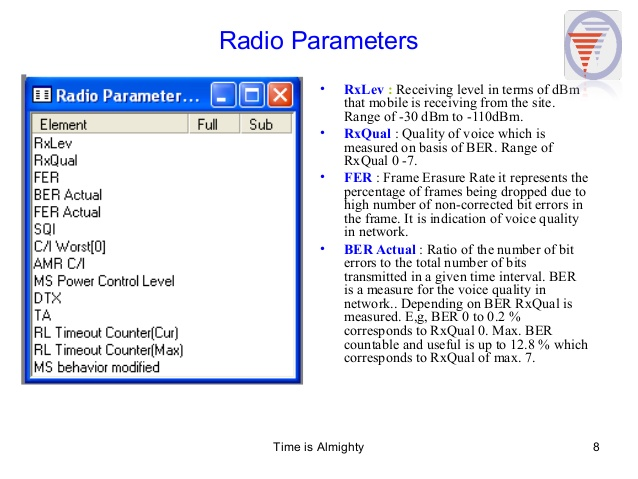 Radio Parameters
Radio Parameter...
Element Full Sub
RxLev
RxQual
FER
BER Actual
FER Actual
SQI
C/I Worst[0]
AMR C/I
MS Power Control Level
DTX
TA
RL Timeout Counter(Cur)
RL Timeout Counter(Max)
MS behavior modified
• RxLev : Receiving level in terms of dBm
that mobile is receiving from the site.
Range of -30 dBm to -110dBm.
• RxQual : Quality of voice which is
measured on basis of BER. Range of
RxQual 0 -7.
• FER : Frame Erasure Rate it represents the
percentage of frames being dropped due to
high number of non-corrected bit errors in
the frame. It is indication of voice quality
in network.
• BER Actual : Ratio of the number of bit
errors to the total number of bits
transmitted in a given time interval. BER
is a measure for the voice quality in
network.. Depending on BER RxQual is
measured. E,g, BER 0 to 0.2 %
corresponds to RxQual 0. Max. BER
countable and useful is up to 12.8 % which
corresponds to RxQual of max. 7.
Time is Almighty
8